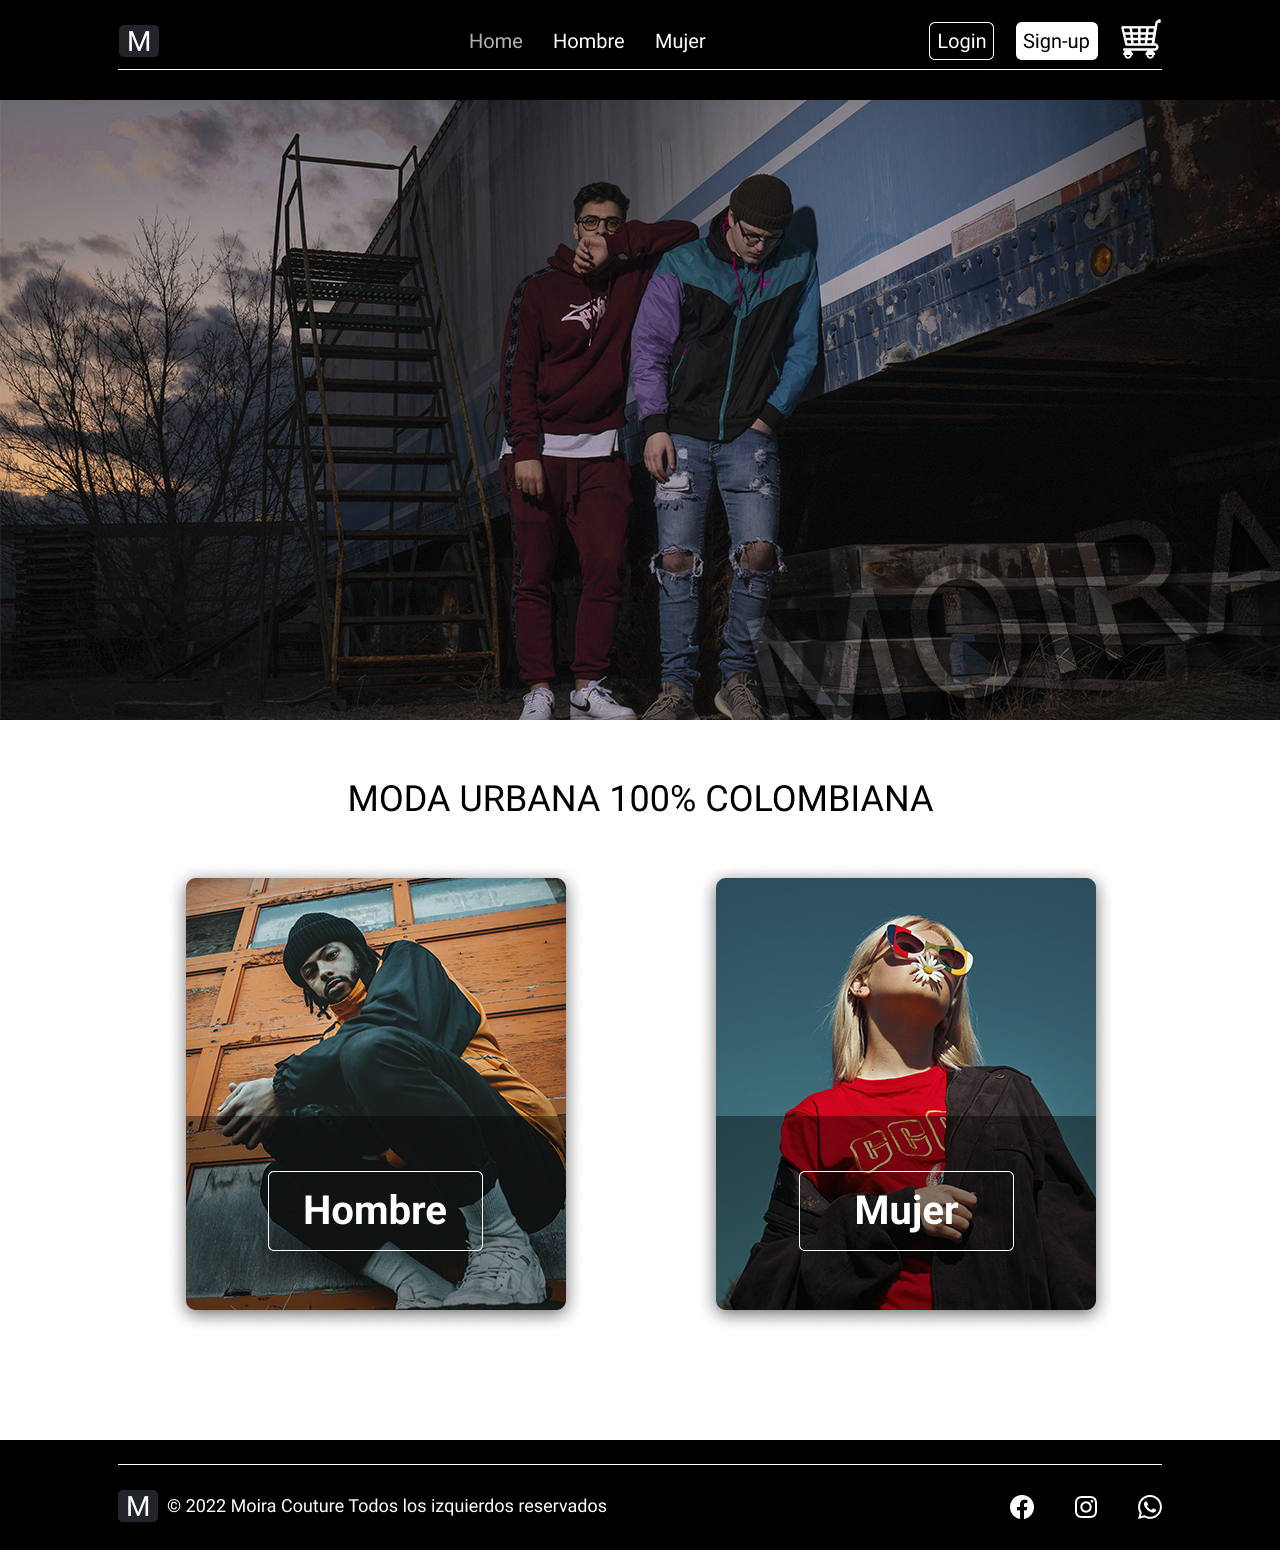 M
Home
Hombre
Mujer
Login
Sign-up
MOIRA
MODA URBANA 100% COLOMBIANA
Hombre
Mujer
M © 2022 Moira Couture Todos los izquierdos reservados